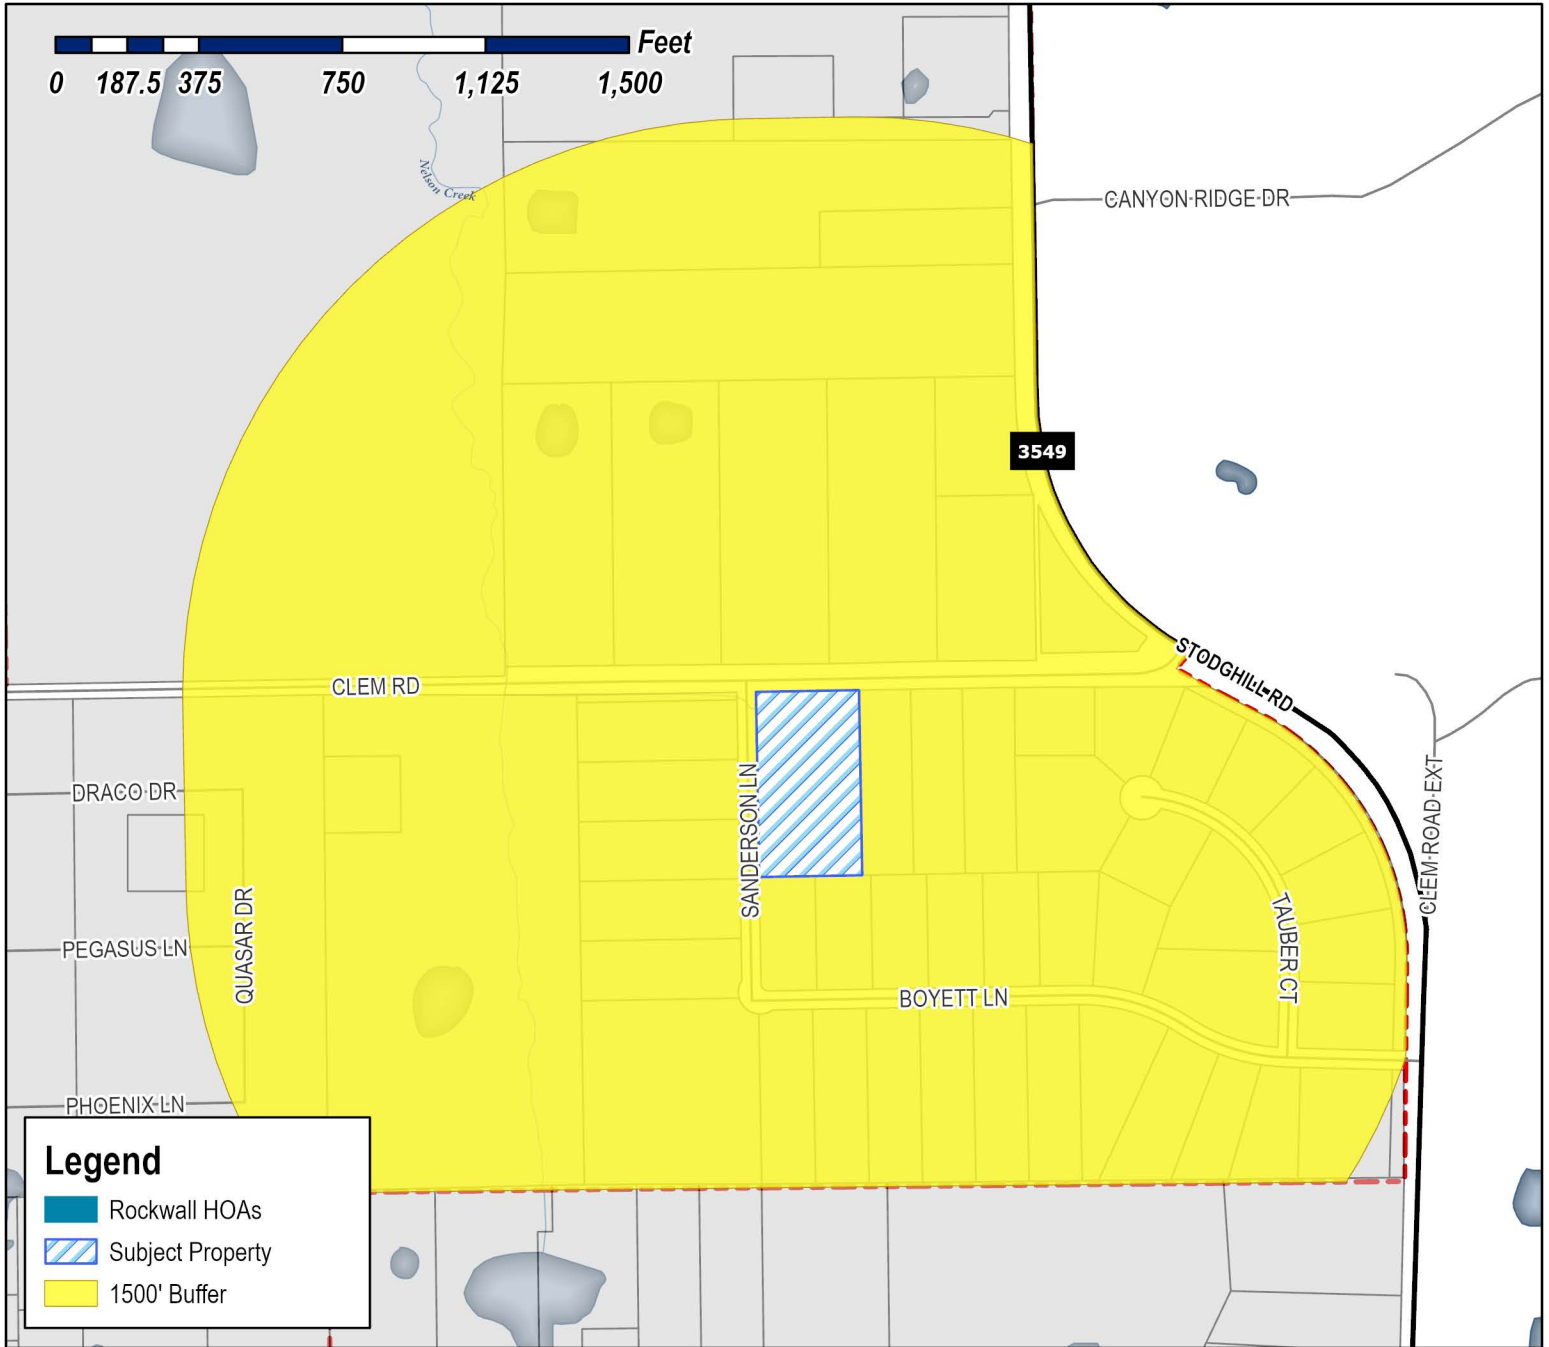 Feet
0 187.5 375 750 1,125 1,500
Nelson Creek
CANYON RIDGE DR
3549
STODGHILL RD
CLEM RD
CLEM ROAD EXT
DRACO DR
SANDERSON LN
QUASAR DR
PEGASUS LN
TAUBER CT
BOYETT LN
PHOENIX LN
Legend
Rockwall HOAs
Subject Property
1500' Buffer